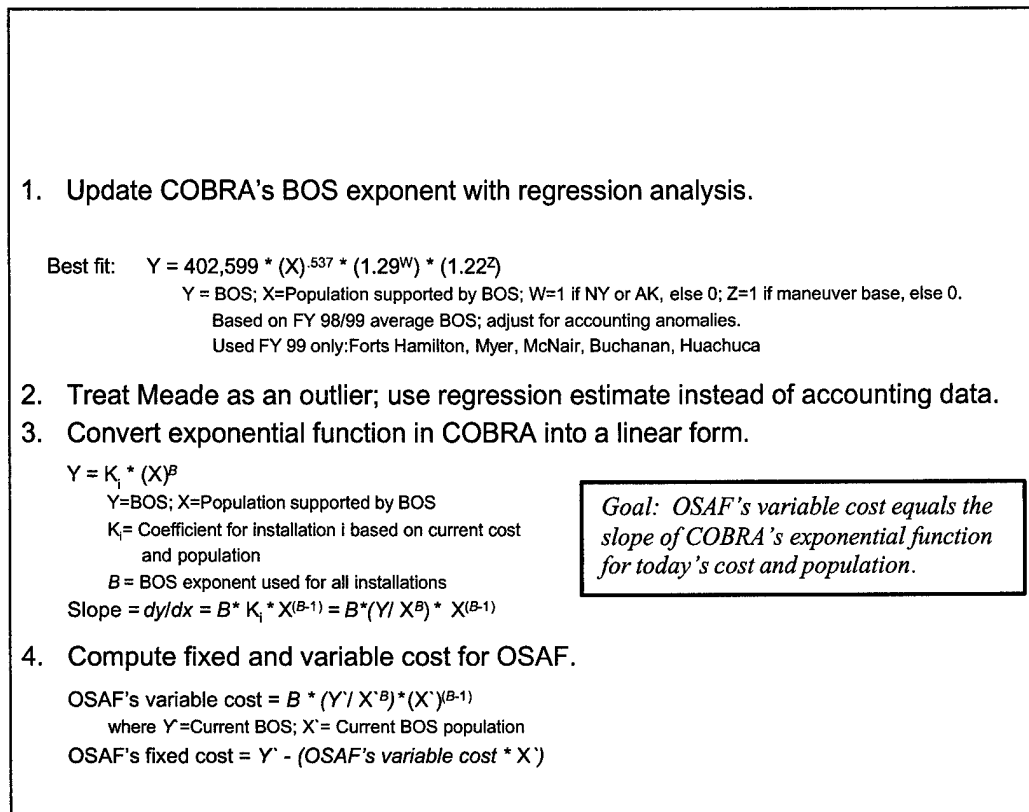 1. Update COBRA's BOS exponent with regression analysis.
Best fit: Y = 402,599 * (X)^.537 * (1.29^W) * (1.22^Z)
Y = BOS; X=Population supported by BOS; W=1 if NY or AK, else 0; Z=1 if maneuver base, else 0.
Based on FY 98/99 average BOS; adjust for accounting anomalies.
Used FY 99 only:Forts Hamilton, Myer, McNair, Buchanan, Huachuca
2. Treat Meade as an outlier; use regression estimate instead of accounting data.
3. Convert exponential function in COBRA into a linear form.
Y = K_i * (X)^B
Y=BOS; X=Population supported by BOS
K_i= Coefficient for installation i based on current cost
and population
B = BOS exponent used for all installations
Slope = dy/dx = B* K_i * X^(B-1) = B*(Y/ X^B) * X^(B-1)
Goal: OSAF's variable cost equals the
slope of COBRA's exponential function
for today's cost and population.
4. Compute fixed and variable cost for OSAF.
OSAF's variable cost = B * (Y`/ X`^B)*(X`)^(B-1)
where Y`=Current BOS; X`= Current BOS population
OSAF's fixed cost = Y` - (OSAF's variable cost * X`)